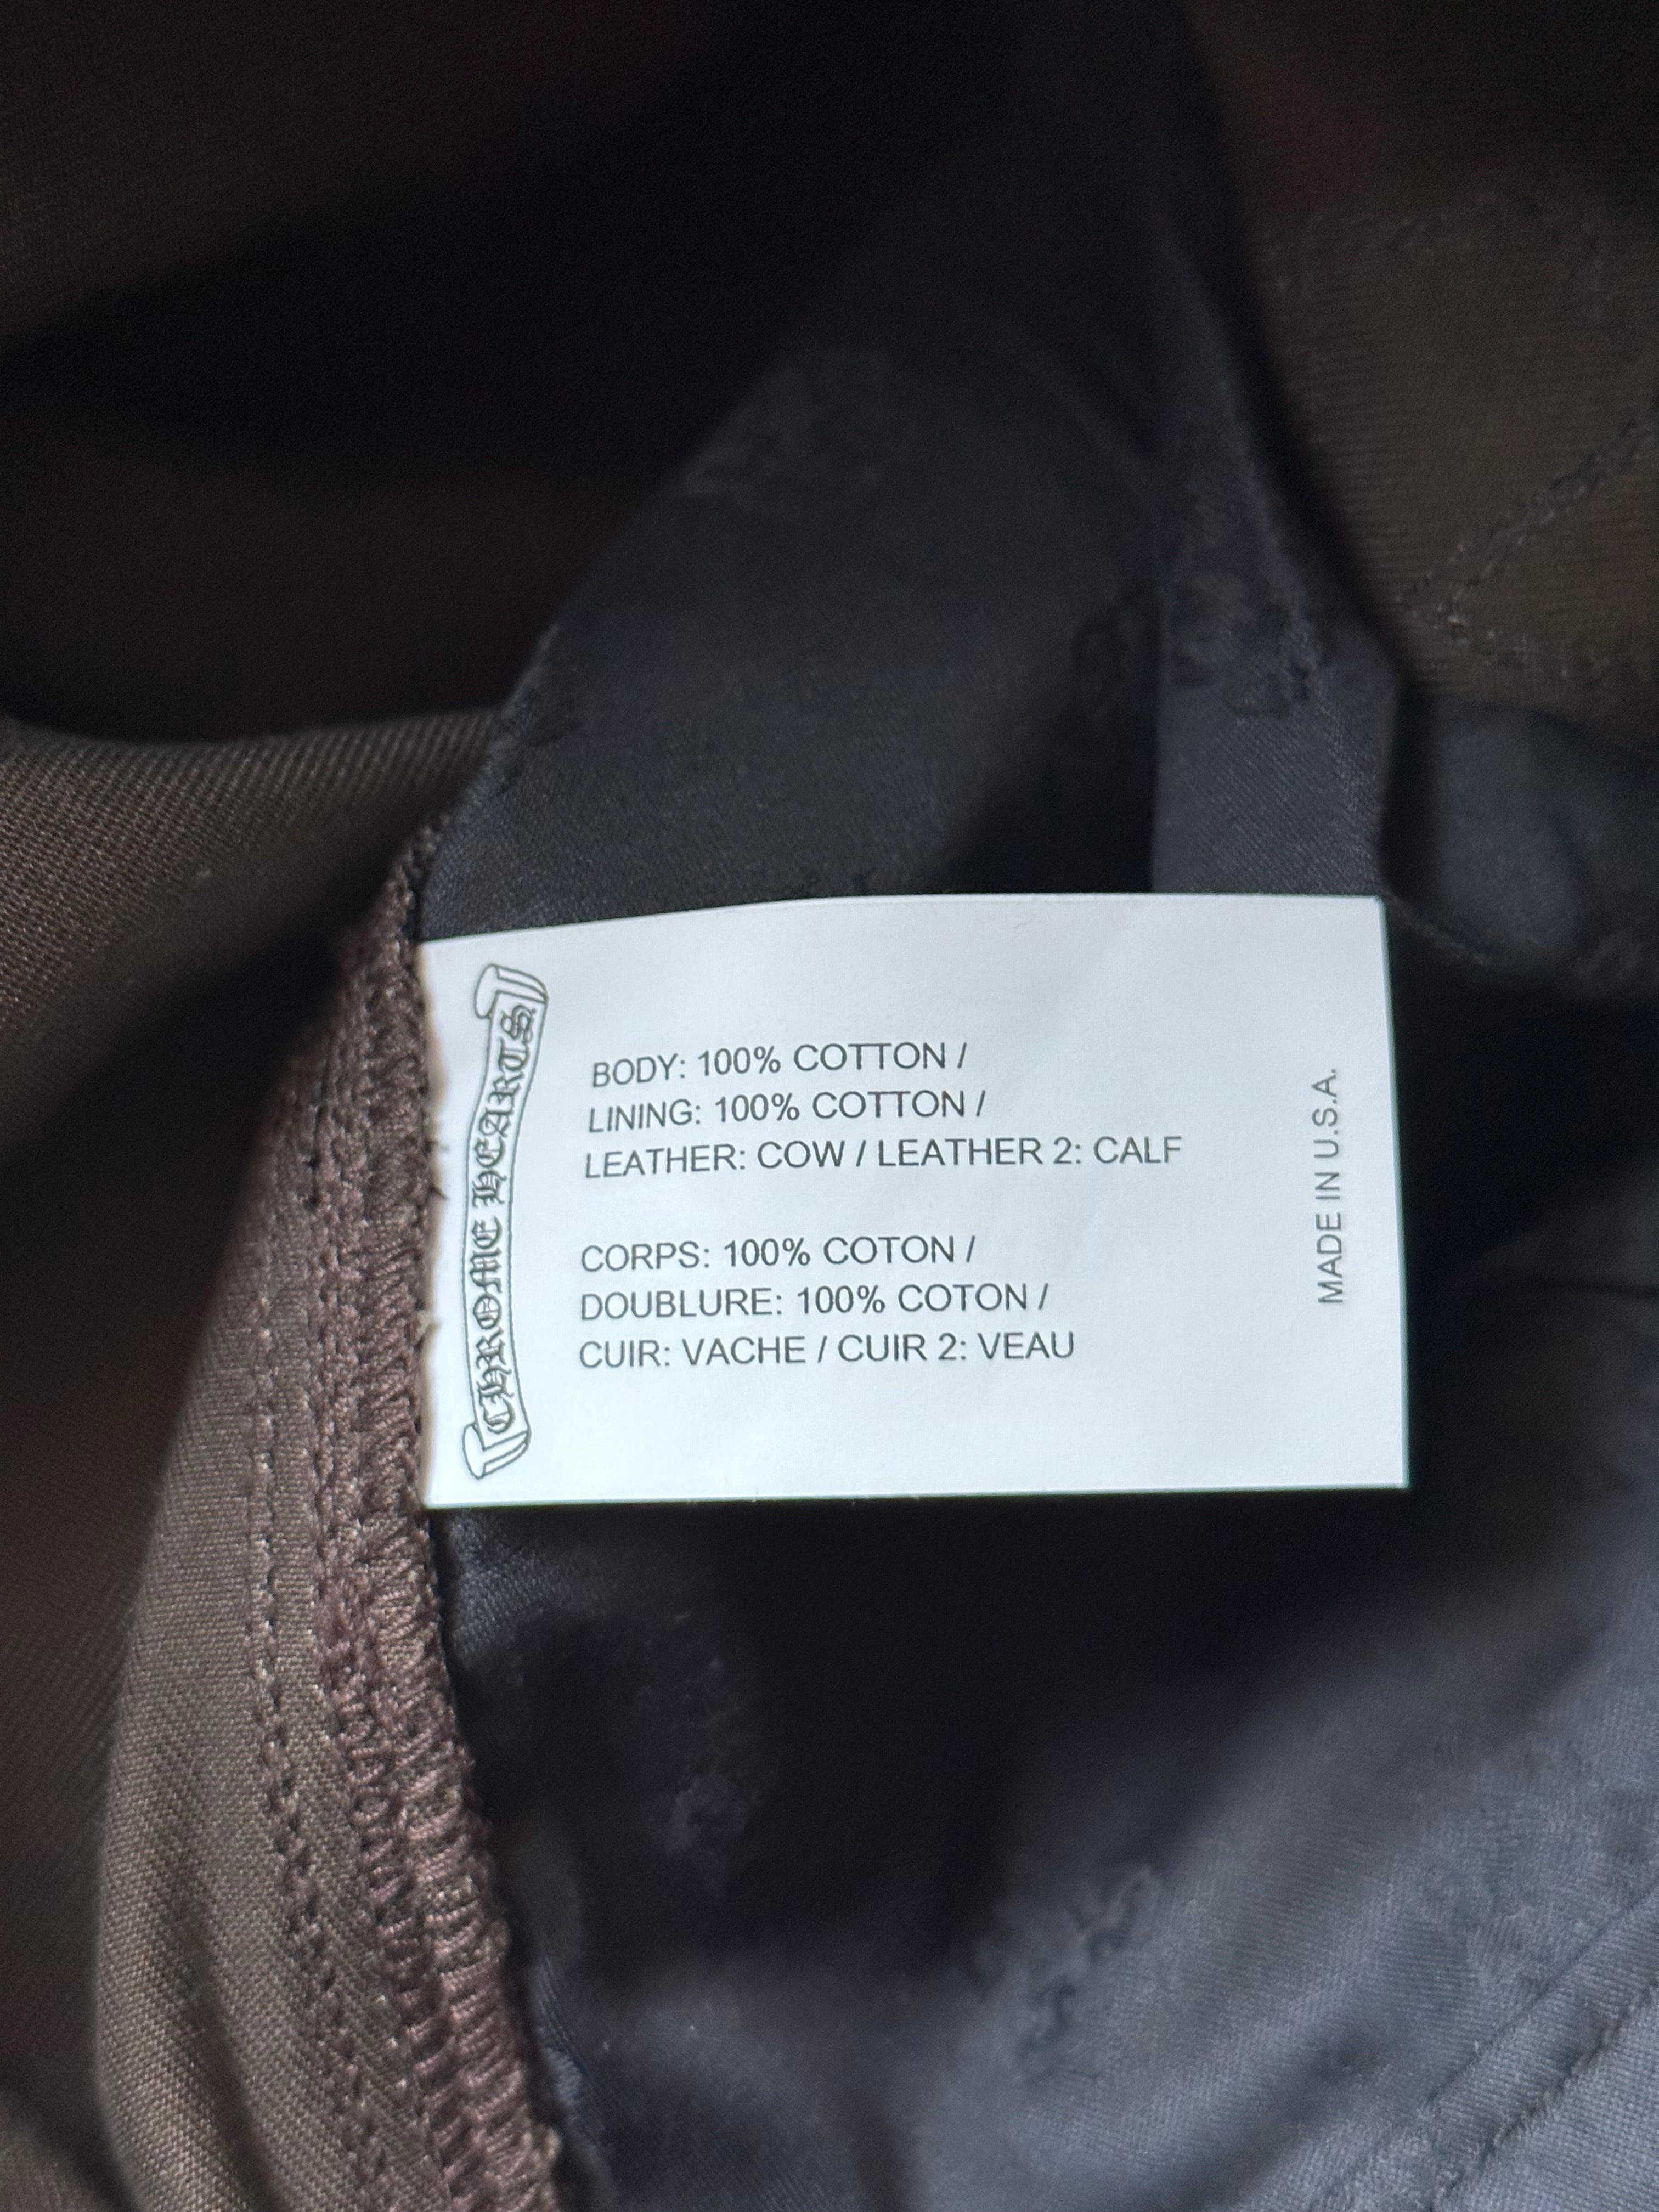 CHROME HEARTS
BODY: 100% COTTON /
LINING: 100% COTTON /
LEATHER: COW / LEATHER 2: CALF
CORPS: 100% COTON /
DOUBLURE: 100% COTON /
CUIR: VACHE / CUIR 2: VEAU
MADE IN U.S.A.